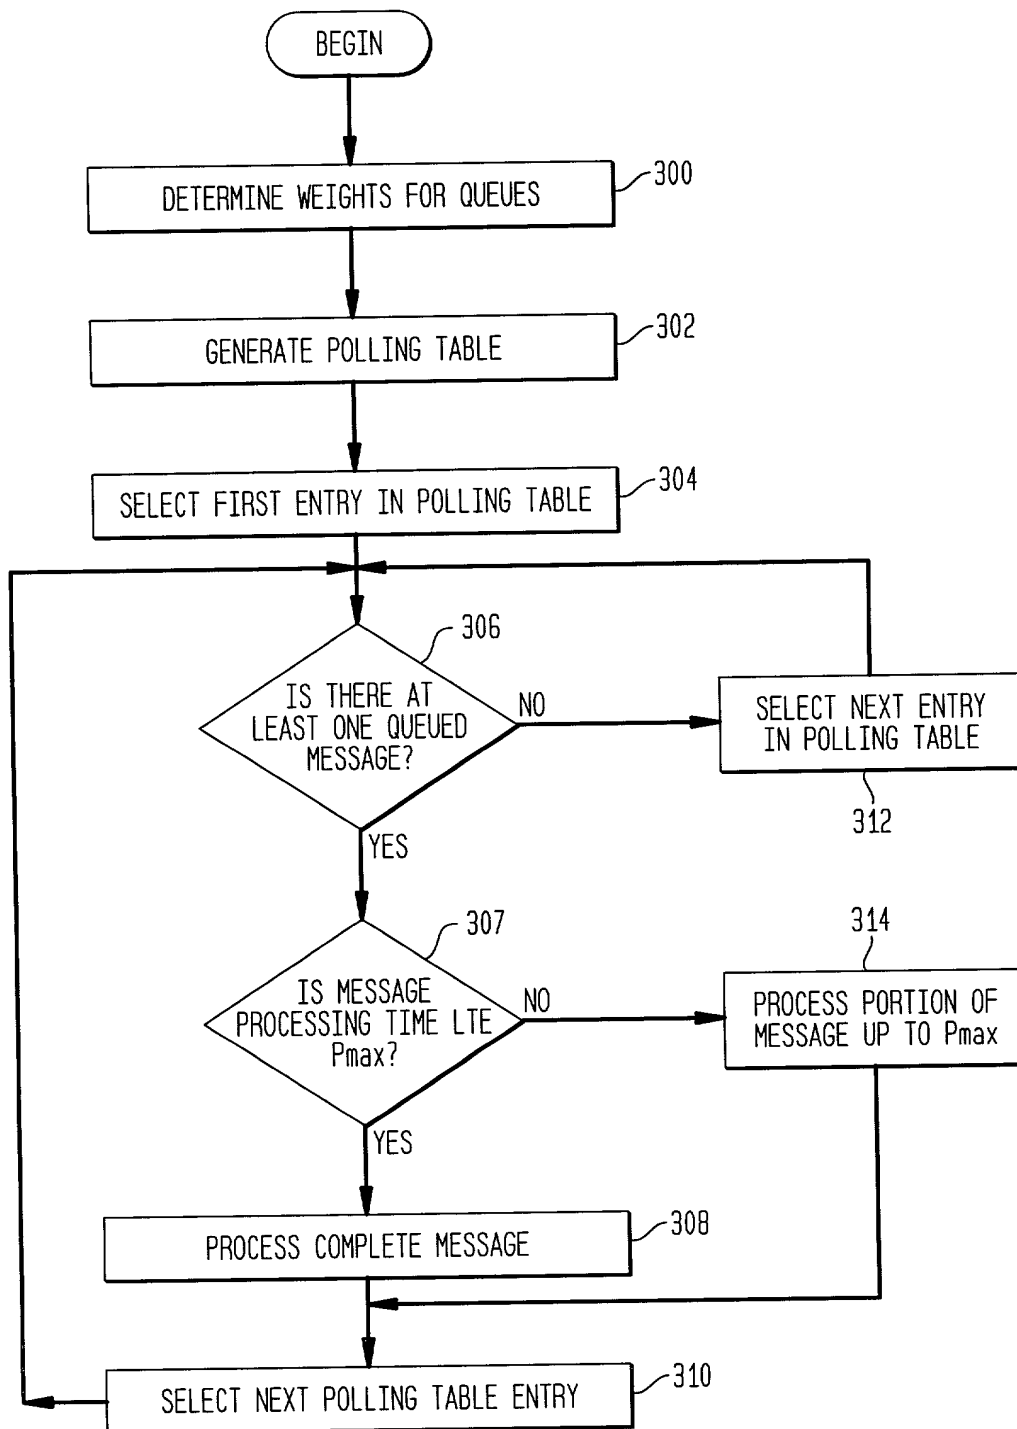 BEGIN
DETERMINE WEIGHTS FOR QUEUES
300
GENERATE POLLING TABLE
302
SELECT FIRST ENTRY IN POLLING TABLE
304
306
IS THERE AT
LEAST ONE QUEUED
MESSAGE?
NO
SELECT NEXT ENTRY
IN POLLING TABLE
312
YES
307
IS MESSAGE
PROCESSING TIME LTE
Pmax?
NO
314
PROCESS PORTION OF
MESSAGE UP TO Pmax
YES
PROCESS COMPLETE MESSAGE
308
SELECT NEXT POLLING TABLE ENTRY
310